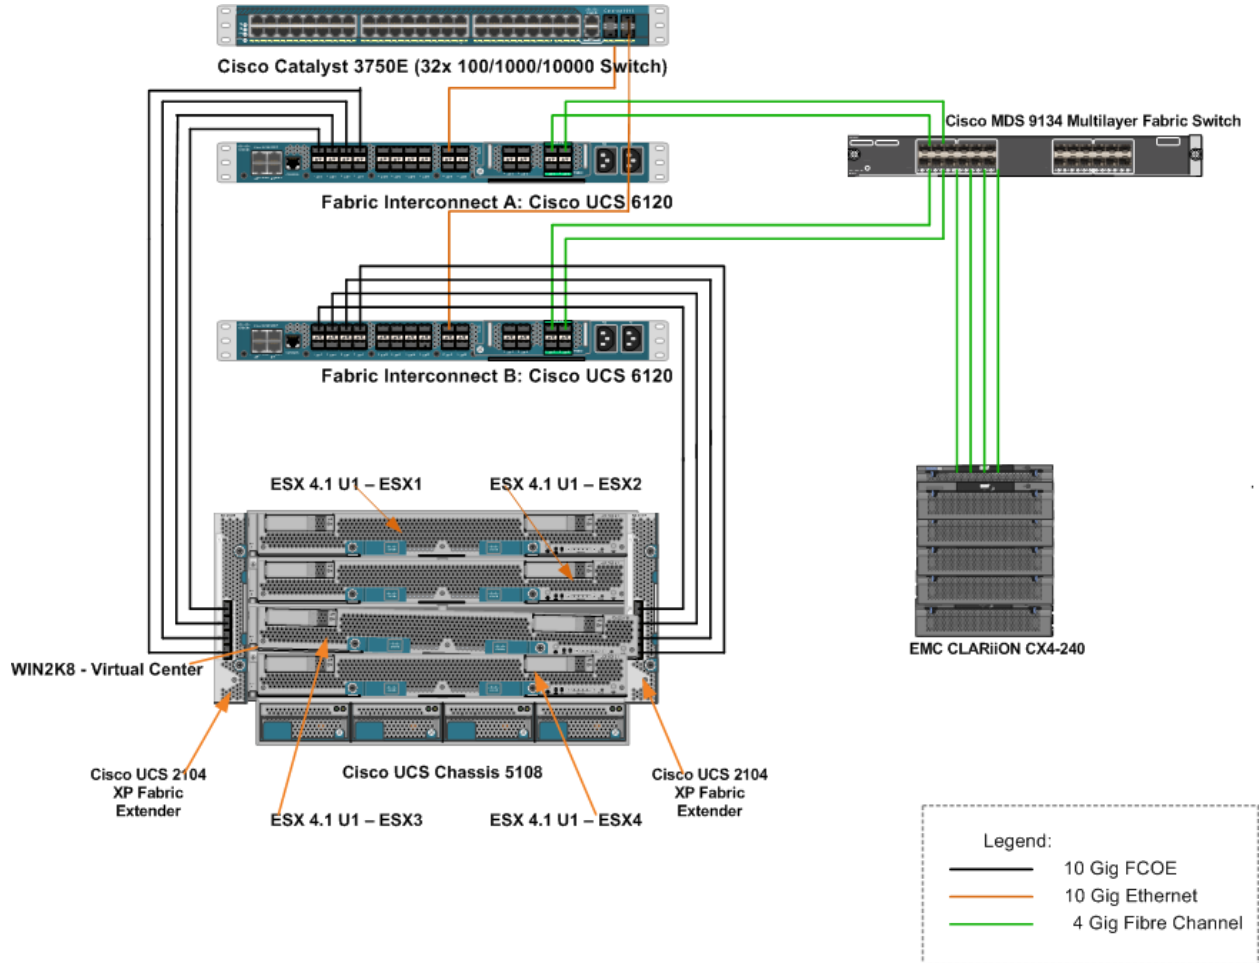 Cisco Catalyst 3750E (32x 100/1000/10000 Switch)
Cisco MDS 9134 Multilayer Fabric Switch
Fabric Interconnect A: Cisco UCS 6120
Fabric Interconnect B: Cisco UCS 6120
ESX 4.1 U1 – ESX1
ESX 4.1 U1 – ESX2
EMC CLARiiON CX4-240
WIN2K8 - Virtual Center
Cisco UCS 2104
XP Fabric
Extender
Cisco UCS Chassis 5108
Cisco UCS 2104
XP Fabric
Extender
ESX 4.1 U1 – ESX3
ESX 4.1 U1 – ESX4
Legend:
10 Gig FCOE
10 Gig Ethernet
4 Gig Fibre Channel